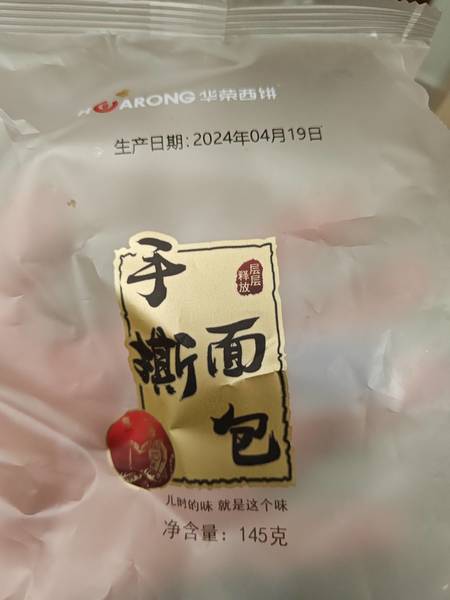 HUARONG 华荣西饼
生产日期:2024年04月19日
手撕面包
层层释放
儿时的味 就是这个味
净含量：145克